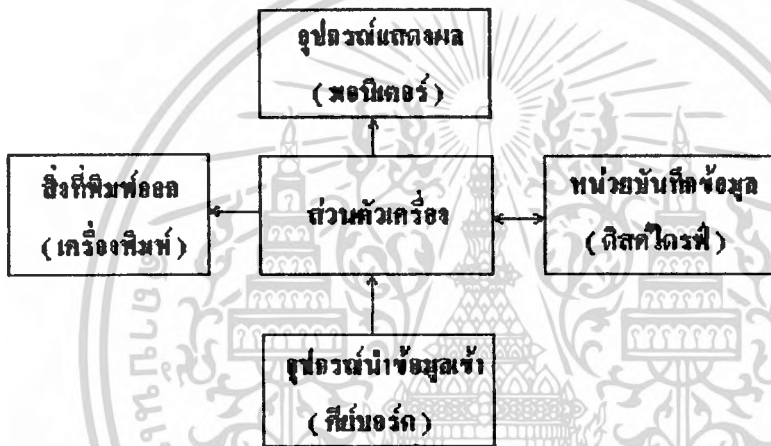 อุปกรณ์แสดงผล
(มอนิเตอร์)
สิ่งที่พิมพ์ออก
(เครื่องพิมพ์)
ส่วนตัวเครื่อง
หน่วยบันทึกข้อมูล
(ดิสค์ไดรฟ์)
อุปกรณ์นำข้อมูลเข้า
(คีย์บอร์ด)